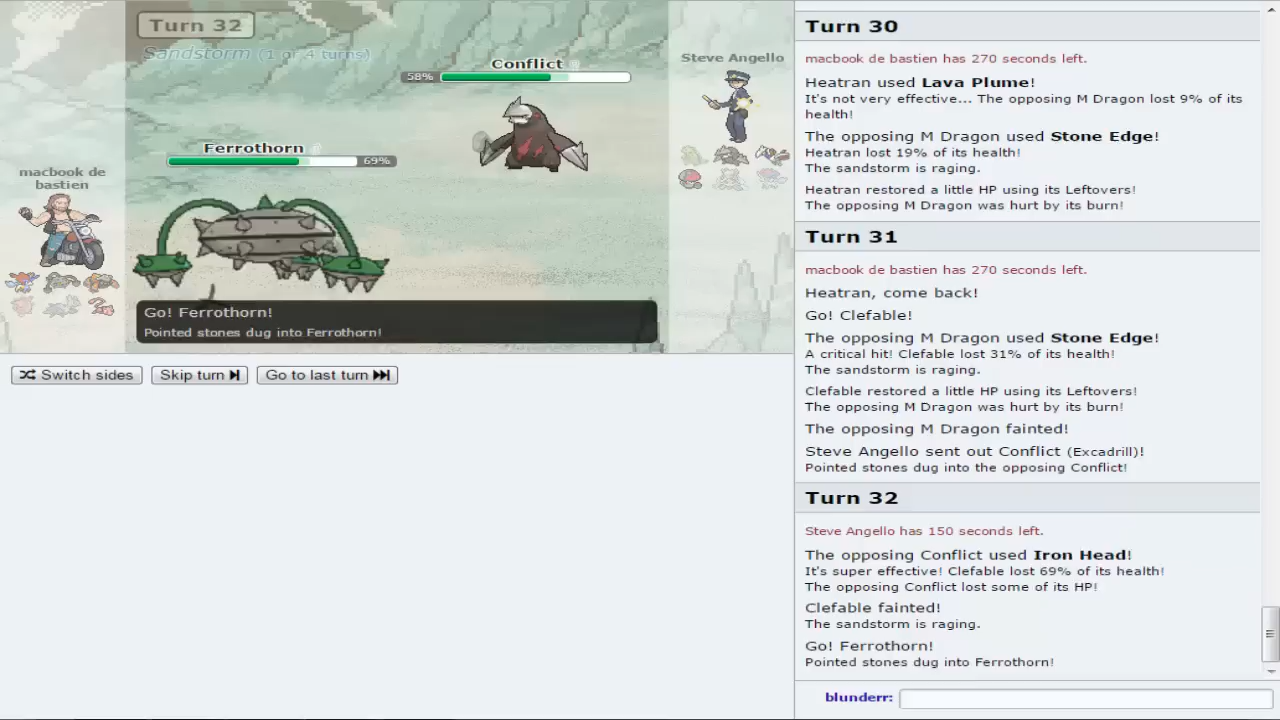 Turn 32
Sandstorm (1 or 4 turns)
Conflict
58%
Ferrothorn
69%
macbook de
bastien
Steve Angello
Go! Ferrothorn!
Pointed stones dug into Ferrothorn!
Switch sides
Skip turn
Go to last turn
Turn 30
macbook de bastien has 270 seconds left.
Heatran used Lava Plume!
It's not very effective... The opposing M Dragon lost 9% of its
health!
The opposing M Dragon used Stone Edge!
Heatran lost 19% of its health!
The sandstorm is raging.
Heatran restored a little HP using its Leftovers!
The opposing M Dragon was hurt by its burn!
Turn 31
macbook de bastien has 270 seconds left.
Heatran, come back!
Go! Clefable!
The opposing M Dragon used Stone Edge!
A critical hit! Clefable lost 31% of its health!
The sandstorm is raging.
Clefable restored a little HP using its Leftovers!
The opposing M Dragon was hurt by its burn!
The opposing M Dragon fainted!
Steve Angello sent out Conflict (Excadrill)!
Pointed stones dug into the opposing Conflict!
Turn 32
Steve Angello has 150 seconds left.
The opposing Conflict used Iron Head!
It's super effective! Clefable lost 69% of its health!
The opposing Conflict lost some of its HP!
Clefable fainted!
The sandstorm is raging.
Go! Ferrothorn!
Pointed stones dug into Ferrothorn!
blunderr: